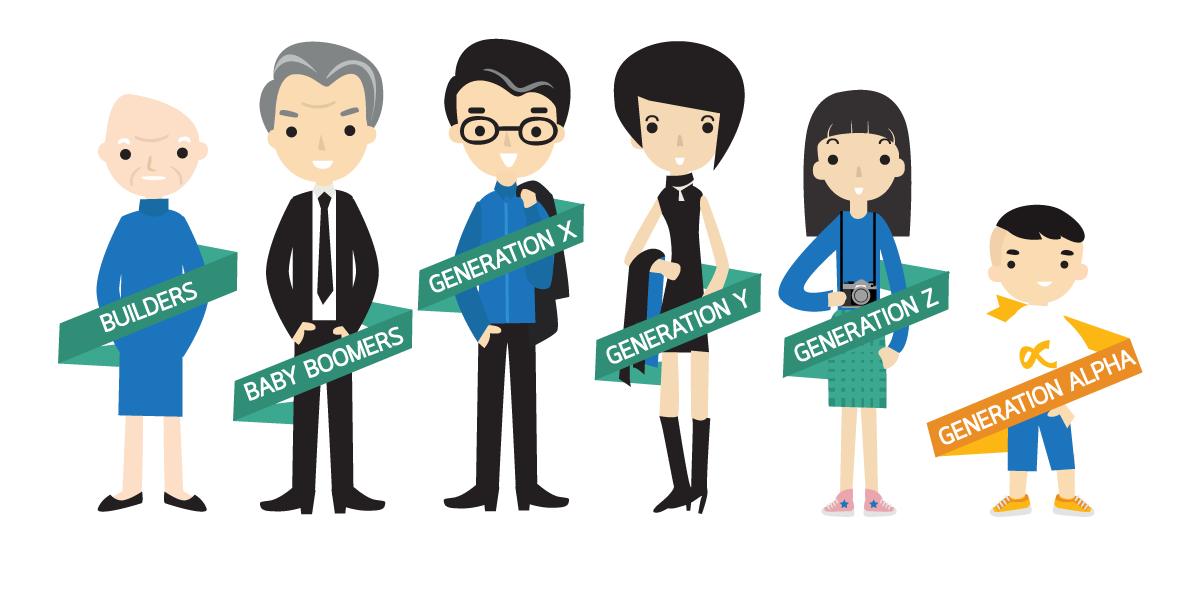 BUILDERS
BABY BOOMERS
GENERATION X
GENERATION Y
GENERATION Z
α
GENERATION ALPHA